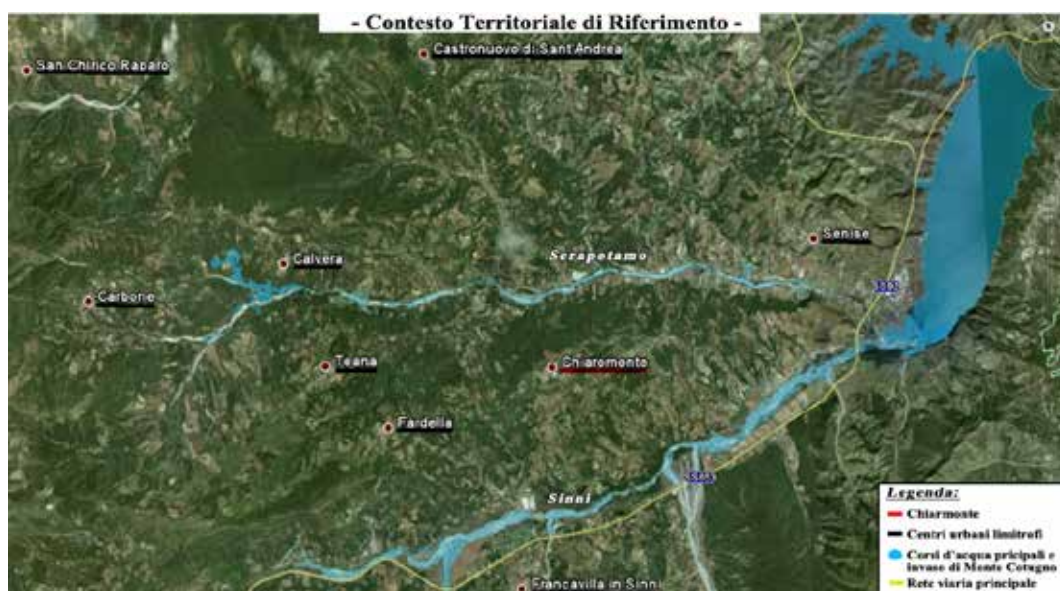 - Contesto Territoriale di Riferimento -
Castronuovo di Sant'Andrea
San Chirico Raparo
Senise
Serapotamo
Calvera
Carbone
Teana
Chiaromonte
Fardella
Sinni
Francavilla in Sinni
Legenda:
Chiarmonte
Centri urbani limitrofi
Corsi d'acqua pricipali e
invaso di Monte Cotugno
Rete viaria principale